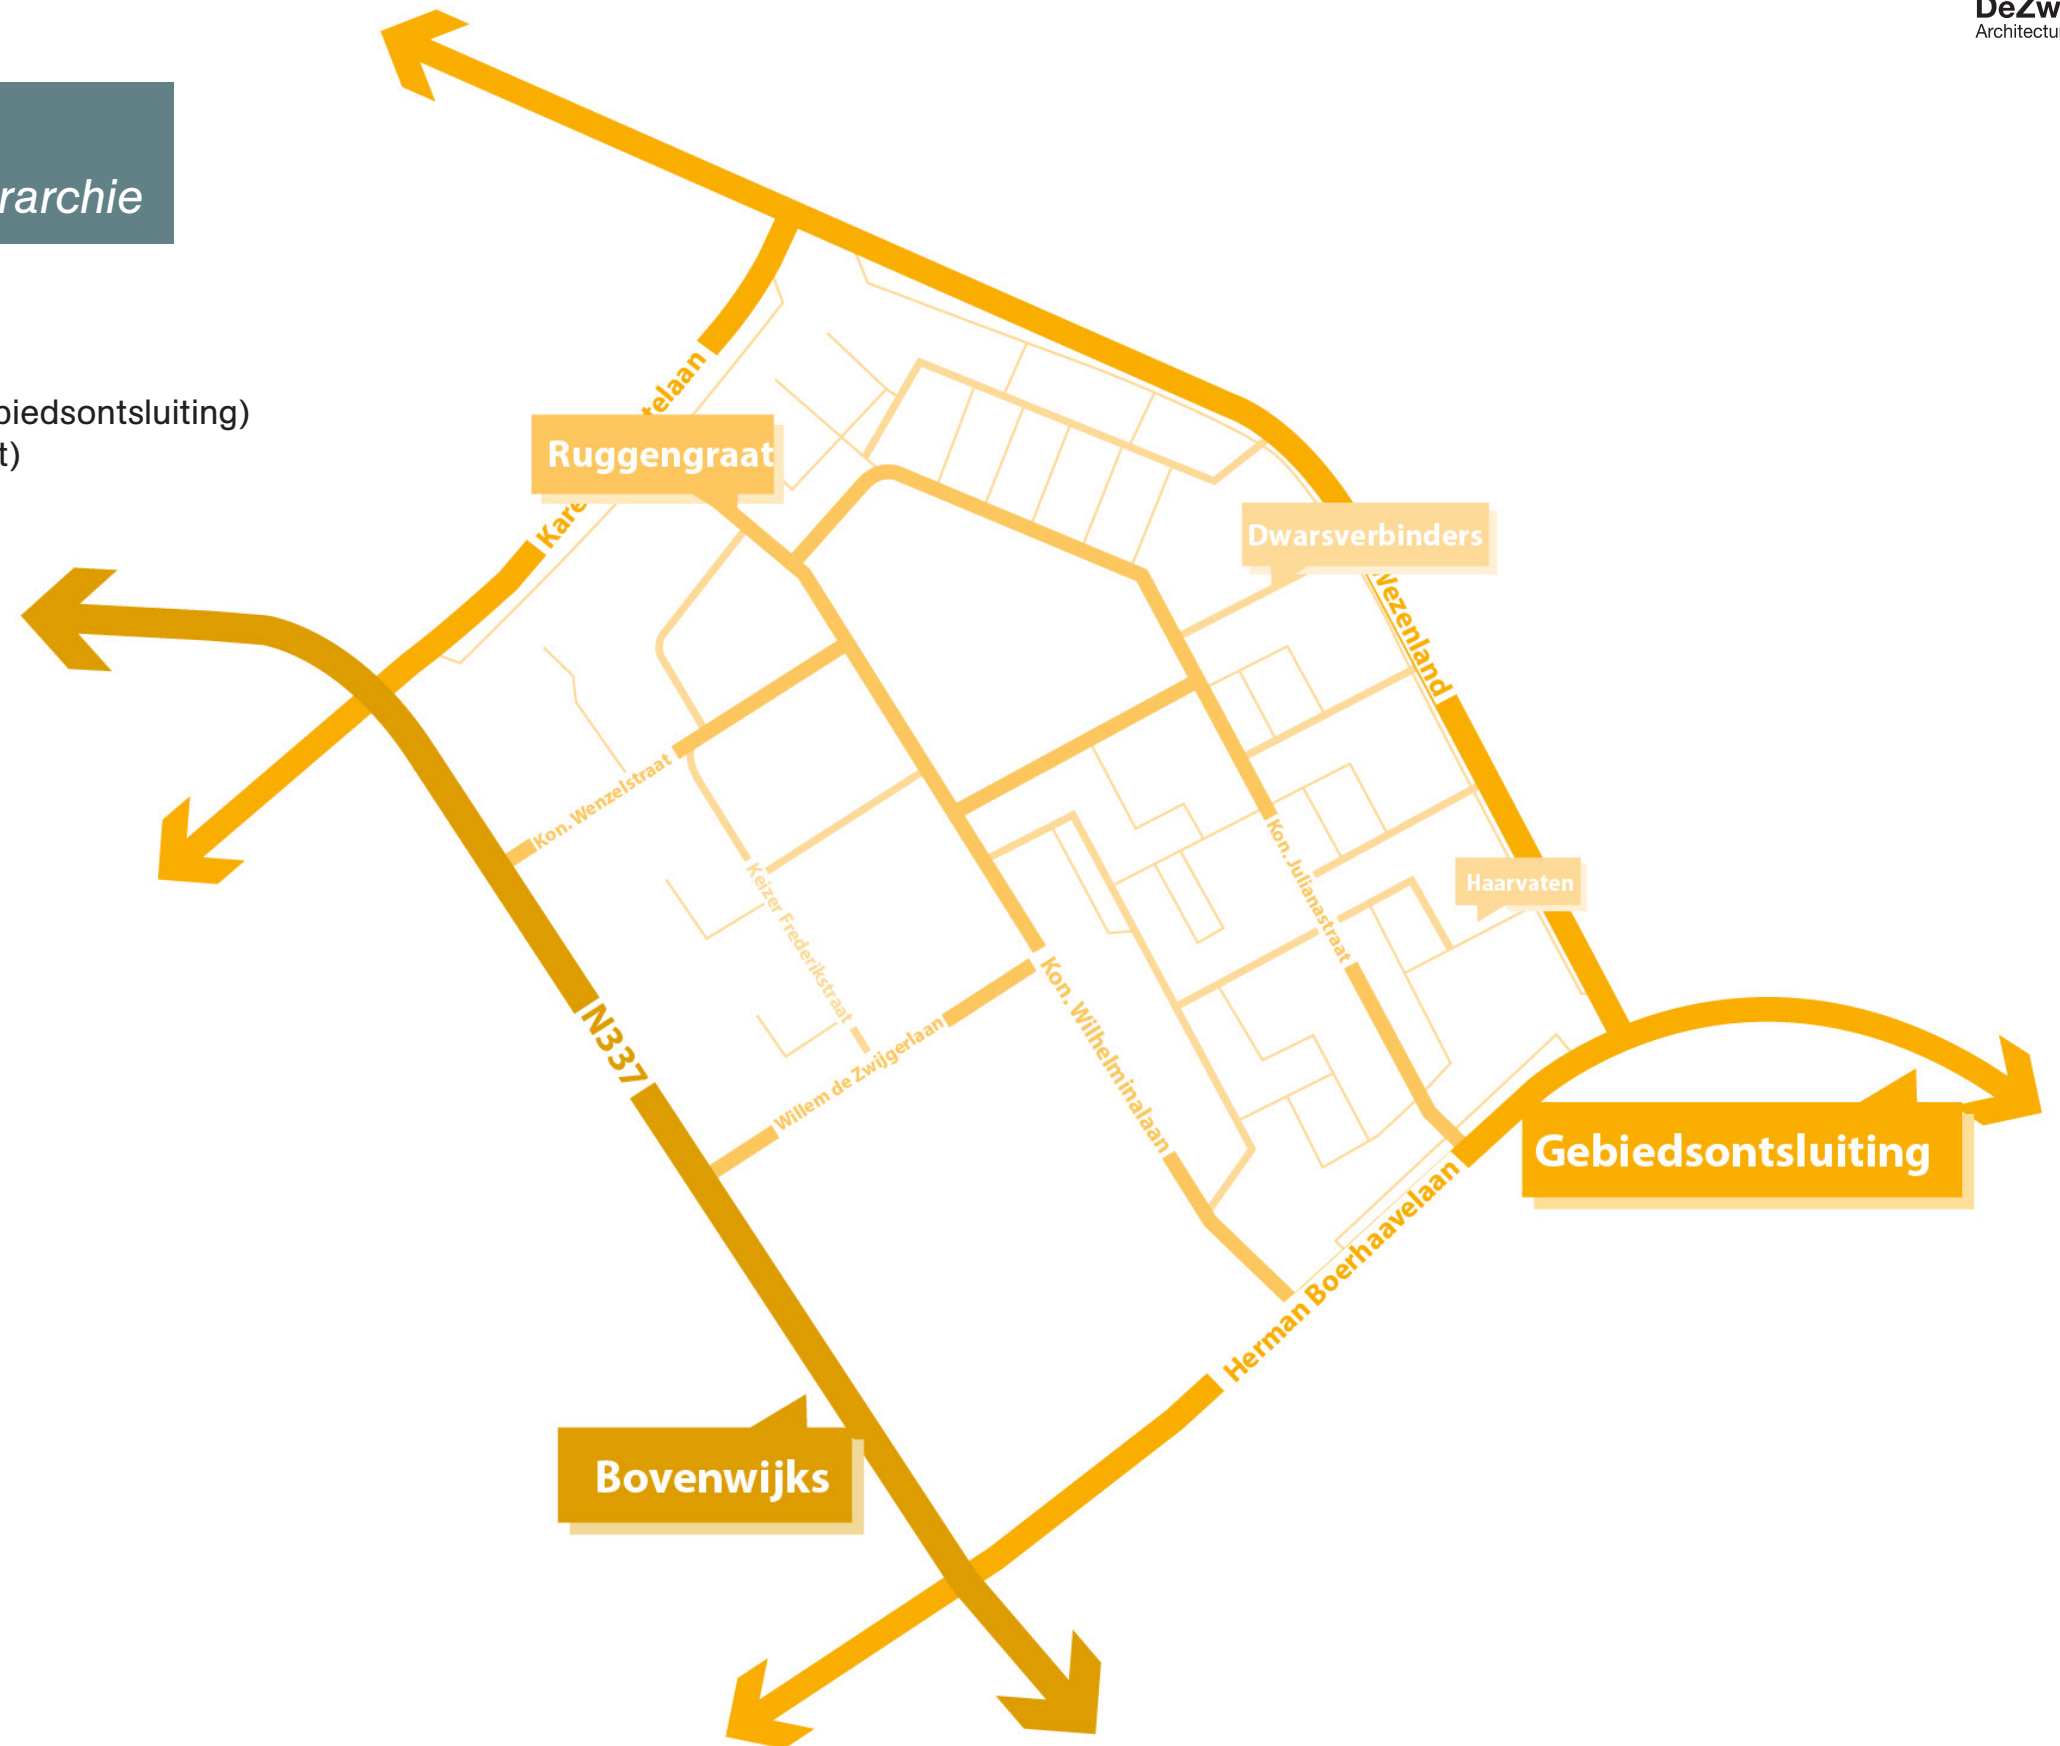 DeZw
Architectu
rarchie
biedsontsluiting)
t)
telaan
Ruggengraat
Kare
Dwarsverbinders
Wezenland
Kon. Wenzelstraat
Keizer Frederikstraat
Kon. Julianastraat
Haarvaten
N337
Willem de Zwijgerlaan
Kon. Wilhelminalaan
Gebiedsontsluiting
Herman Boerhaavelaan
Bovenwijks